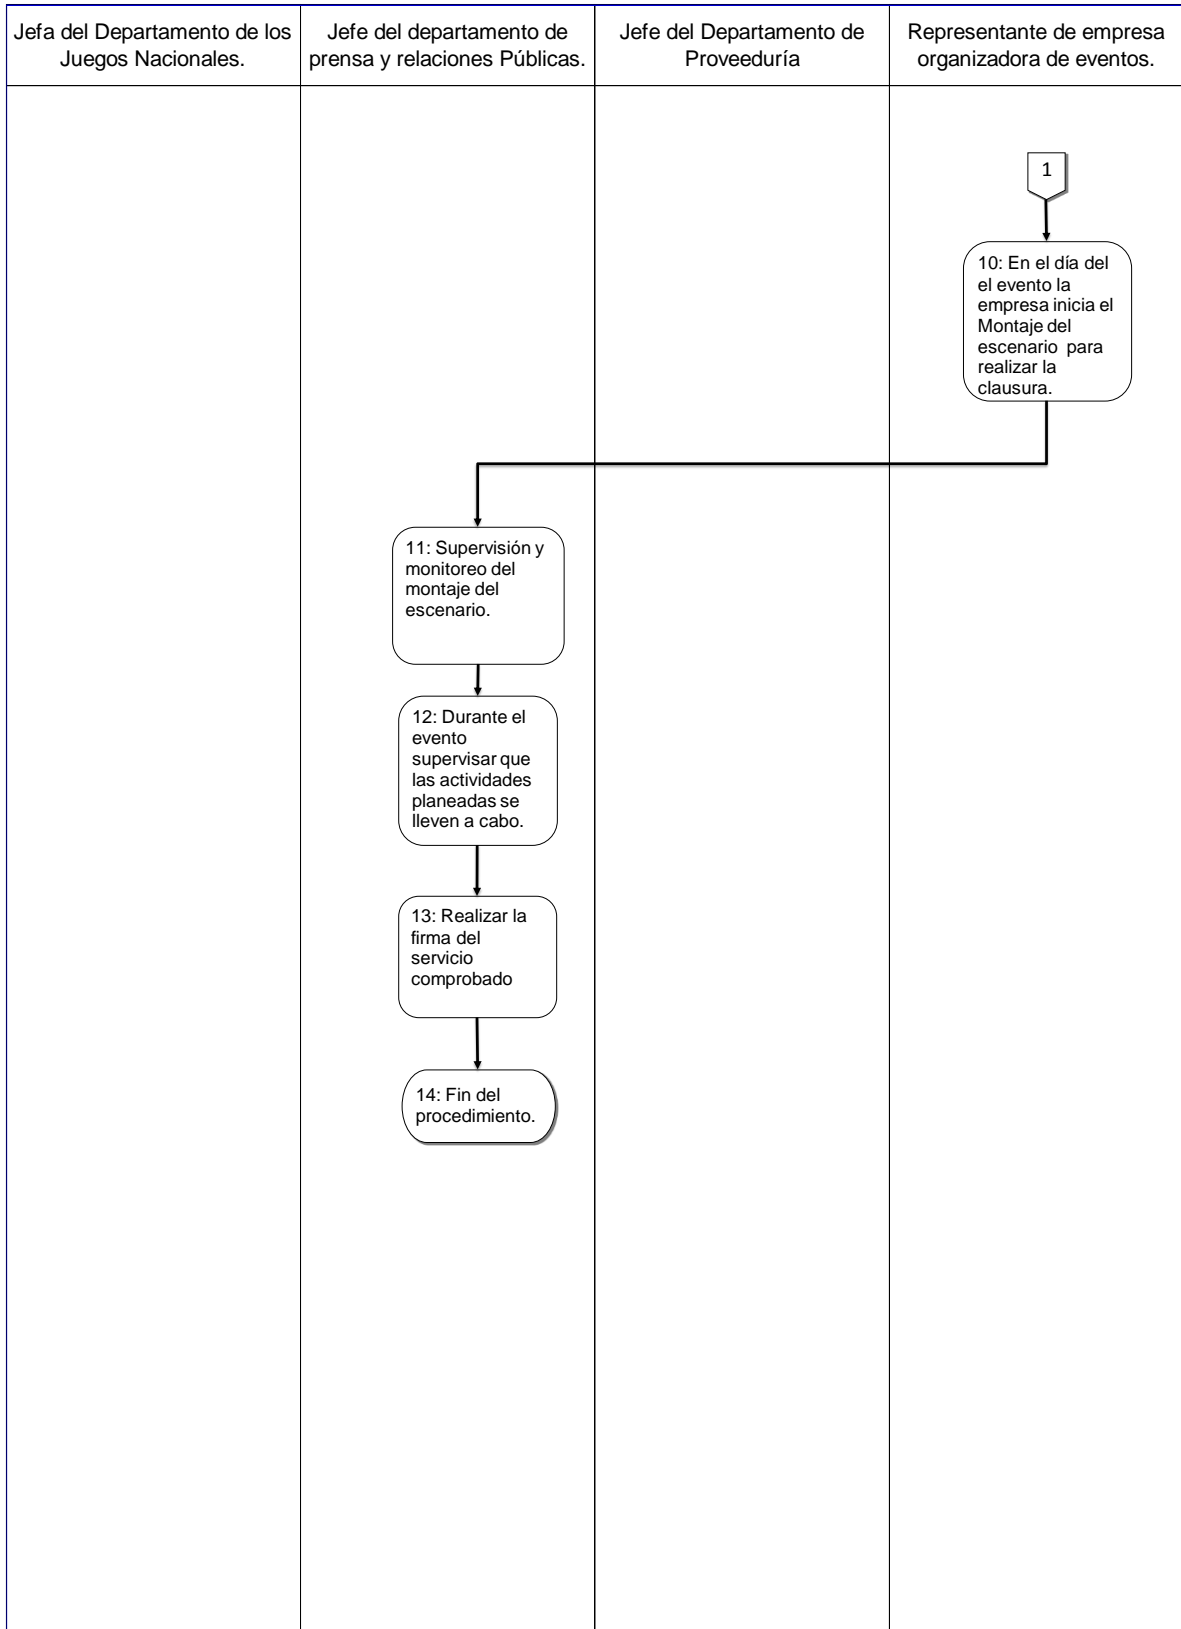 Jefa del Departamento de los
Juegos Nacionales.
Jefe del departamento de
prensa y relaciones Públicas.
Jefe del Departamento de
Proveeduría
Representante de empresa
organizadora de eventos.
1
10: En el día del
el evento la
empresa inicia el
Montaje del
escenario para
realizar la
clausura.
11: Supervisión y
monitoreo del
montaje del
escenario.
12: Durante el
evento
supervisar que
las actividades
planeadas se
lleven a cabo.
13: Realizar la
firma del
servicio
comprobado
14: Fin del
procedimiento.